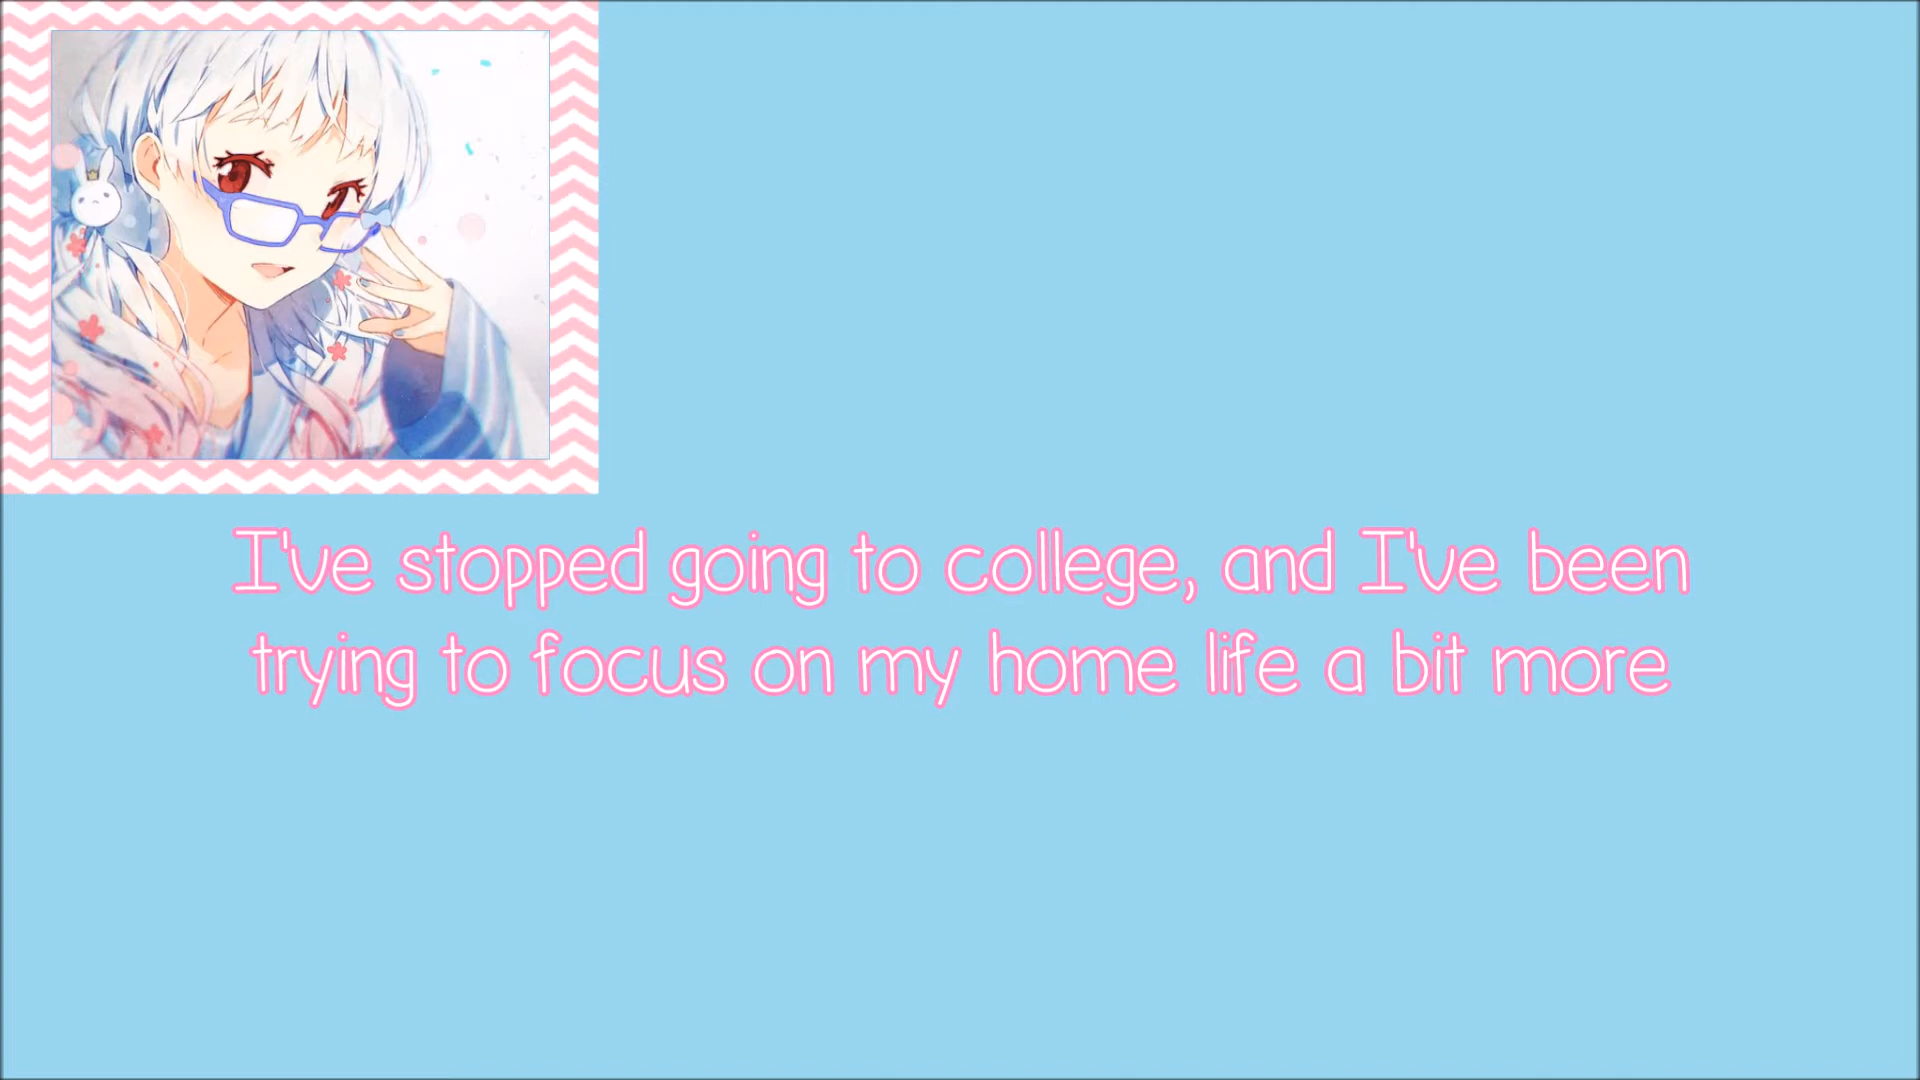 I've stopped going to college, and I've been
trying to focus on my home life a bit more